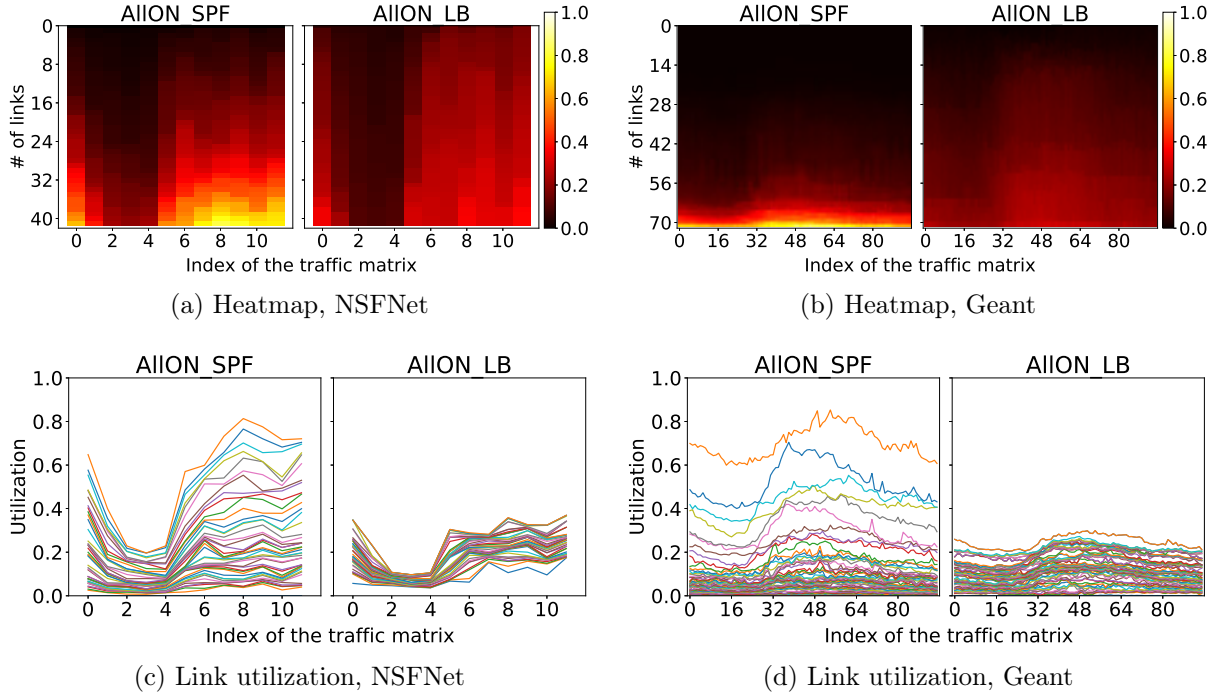 AllON_SPF AllON_LB
0
8
16
24
32
40
# of links
0 2 4 6 8 10 0 2 4 6 8 10
1.0
0.8
0.6
0.4
0.2
0.0
Index of the traffic matrix
(a) Heatmap, NSFNet
AllON_SPF AllON_LB
0
14
28
42
56
70
# of links
0 16 32 48 64 80 0 16 32 48 64 80
1.0
0.8
0.6
0.4
0.2
0.0
Index of the traffic matrix
(b) Heatmap, Geant
AllON_SPF AllON_LB
1.0
0.8
0.6
0.4
0.2
0.0
Utilization
0 2 4 6 8 10 0 2 4 6 8 10
Index of the traffic matrix
(c) Link utilization, NSFNet
AllON_SPF AllON_LB
1.0
0.8
0.6
0.4
0.2
0.0
Utilization
0 16 32 48 64 80 0 16 32 48 64 80
Index of the traffic matrix
(d) Link utilization, Geant